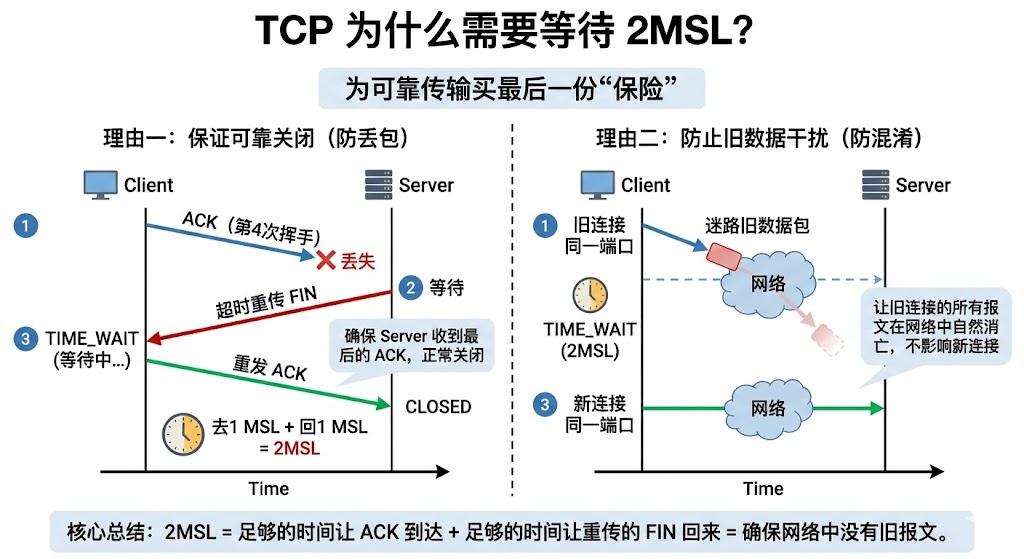 TCP 为什么需要等待 2MSL?
为可靠传输买最后一份“保险”
理由一：保证可靠关闭（防丢包）
Client
Server
1
ACK（第4次挥手）
丢失
2 等待
超时重传 FIN
3 TIME_WAIT
(等待中...)
确保 Server 收到最
后的 ACK，正常关闭
重发 ACK
CLOSED
去1 MSL + 回1 MSL
= 2MSL
Time
理由二：防止旧数据干扰（防混淆）
Client
Server
1 旧连接
同一端口
迷路旧数据包
网络
TIME_WAIT
(2MSL)
让旧连接的所有报
文在网络中自然消
亡，不影响新连接
3 新连接
同一端口
网络
Time
核心总结：2MSL = 足够的时间让 ACK 到达 + 足够的时间让重传的 FIN 回来 = 确保网络中没有旧报文。